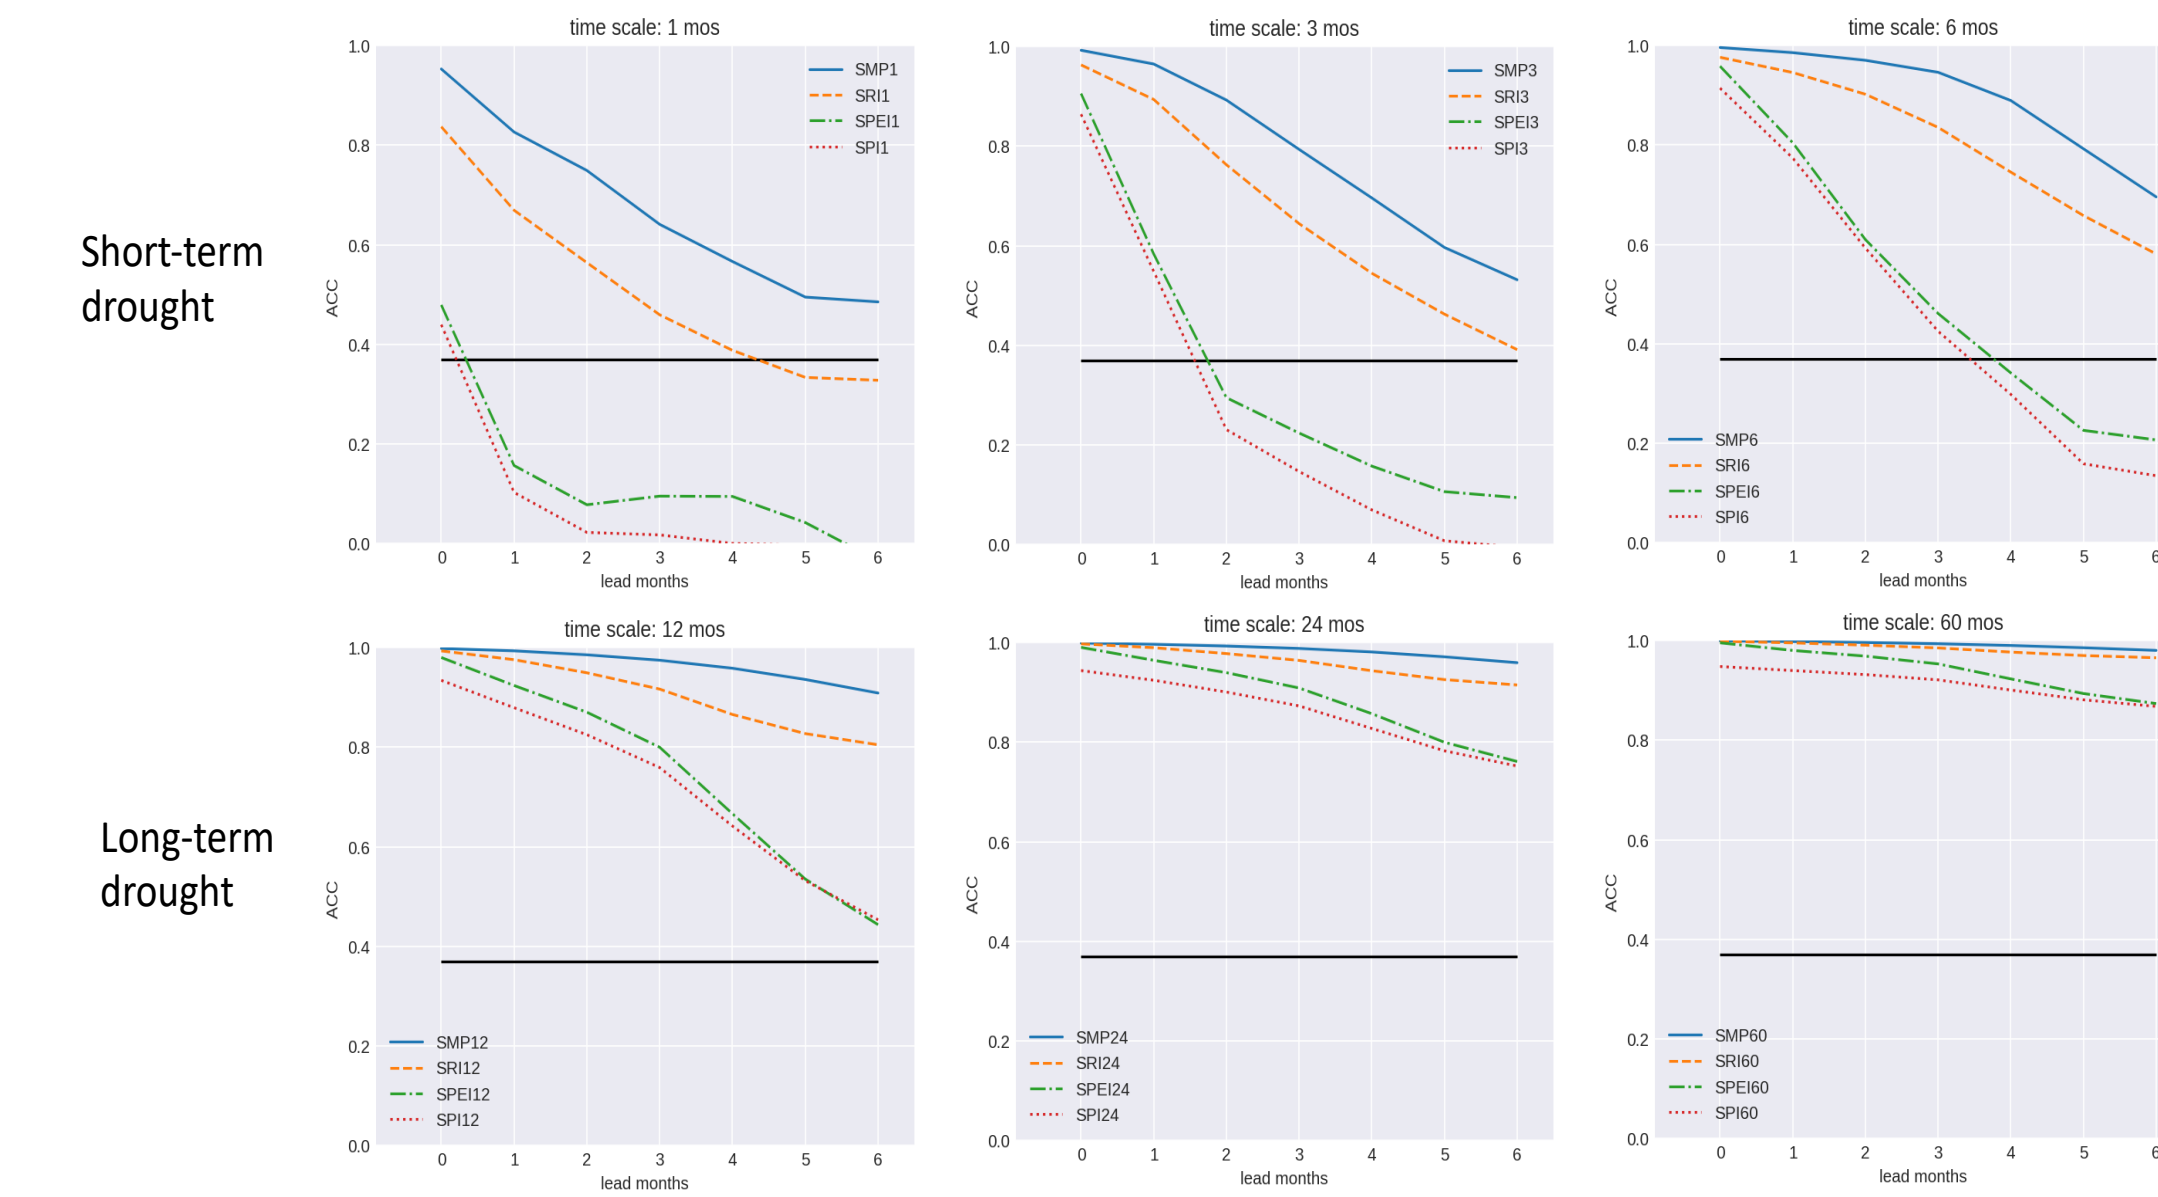 Short-term
drought
time scale: 1 mos
ACC
1.0
0.8
0.6
0.4
0.2
0.0
SMP1
SRI1
SPEI1
SPI1
0 1 2 3 4 5 6
lead months
time scale: 3 mos
ACC
1.0
0.8
0.6
0.4
0.2
0.0
SMP3
SRI3
SPEI3
SPI3
0 1 2 3 4 5 6
lead months
time scale: 6 mos
ACC
1.0
0.8
0.6
0.4
0.2
0.0
SMP6
SRI6
SPEI6
SPI6
0 1 2 3 4 5 6
lead months
Long-term
drought
time scale: 12 mos
ACC
1.0
0.8
0.6
0.4
0.2
0.0
SMP12
SRI12
SPEI12
SPI12
0 1 2 3 4 5 6
lead months
time scale: 24 mos
ACC
1.0
0.8
0.6
0.4
0.2
0.0
SMP24
SRI24
SPEI24
SPI24
0 1 2 3 4 5 6
lead months
time scale: 60 mos
ACC
1.0
0.8
0.6
0.4
0.2
0.0
SMP60
SRI60
SPEI60
SPI60
0 1 2 3 4 5 6
lead months